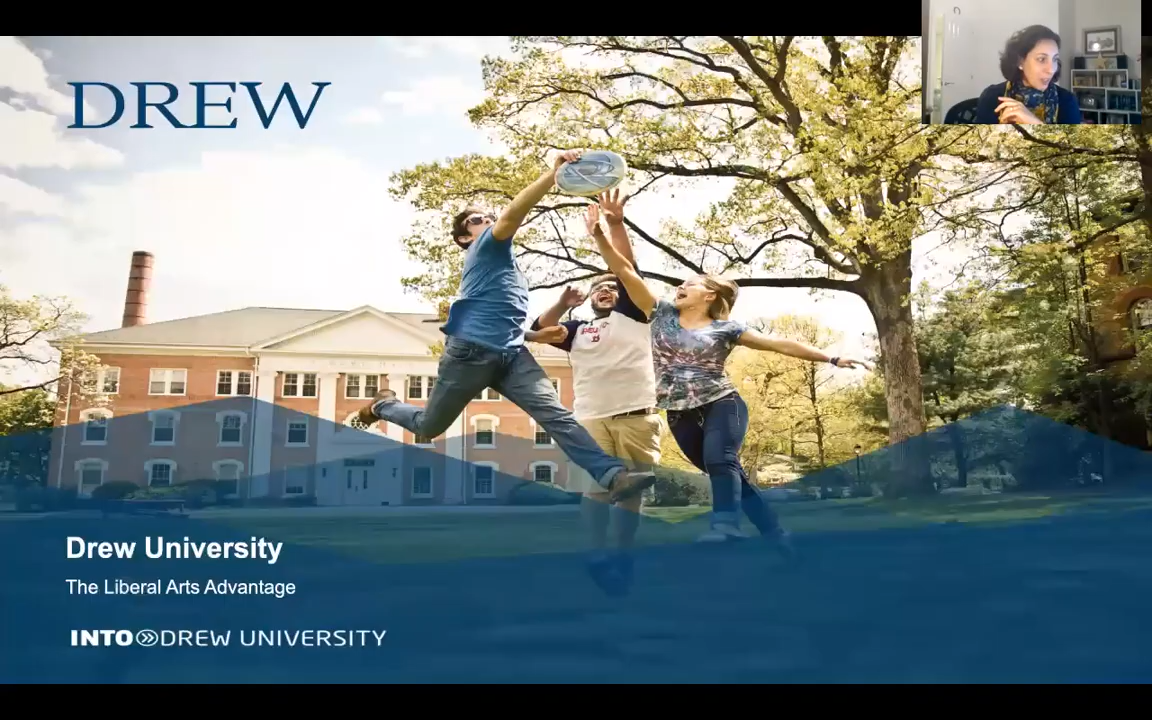 DREW
Drew University
The Liberal Arts Advantage
INTO DREW UNIVERSITY